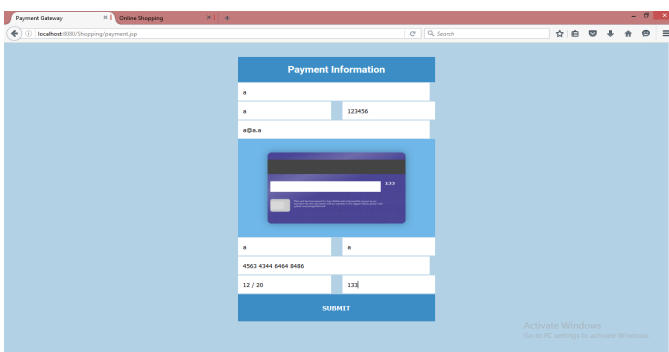 Payment Gateway
Online Shopping
localhost:8080/Shopping/payment.jsp
Search
Payment Information
a
a 123456
a@a.a
133
a a
4563 4344 6464 8486
12 / 20 133
SUBMIT
Activate Windows
Go to PC settings to activate Windows.